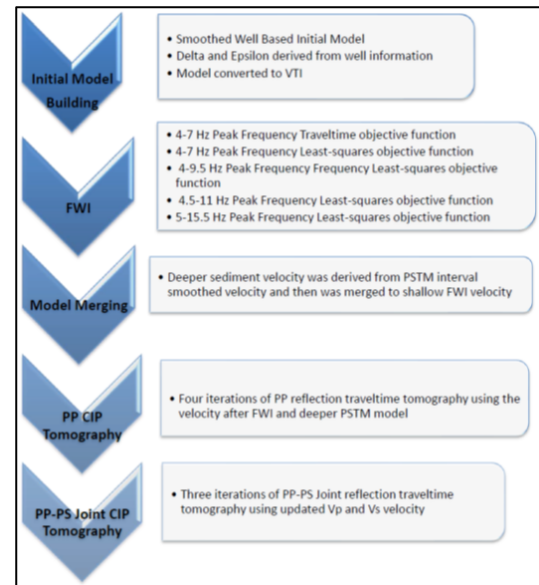 Initial Model
Building
• Smoothed Well Based Initial Model
• Delta and Epsilon derived from well information
• Model converted to VTI
FWI
• 4-7 Hz Peak Frequency Traveltime objective function
• 4-7 Hz Peak Frequency Least-squares objective function
• 4-9.5 Hz Peak Frequency Frequency Least-squares objective
function
• 4.5-11 Hz Peak Frequency Least-squares objective function
• 5-15.5 Hz Peak Frequency Least-squares objective function
Model Merging
• Deeper sediment velocity was derived from PSTM interval
smoothed velocity and then was merged to shallow FWI velocity
PP CIP
Tomography
• Four iterations of PP reflection traveltime tomography using the
velocity after FWI and deeper PSTM model
PP-PS Joint CIP
Tomography
• Three iterations of PP-PS Joint reflection traveltime
tomography using updated Vp and Vs velocity